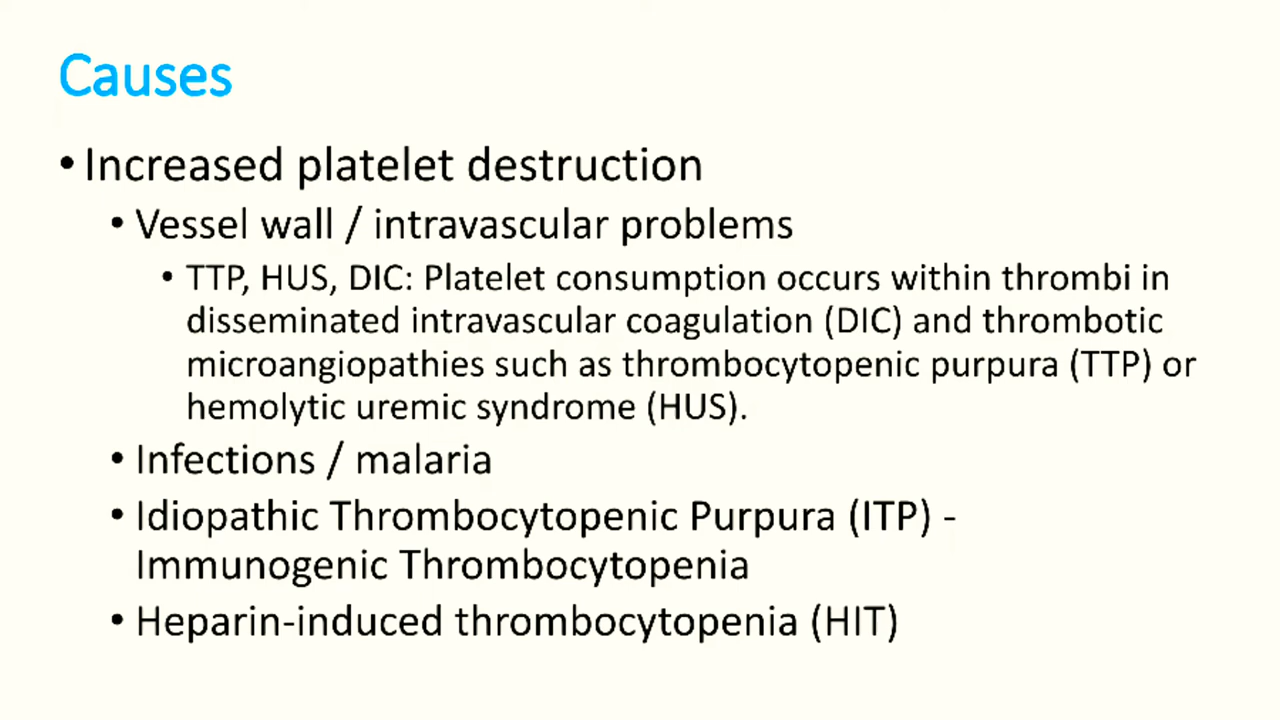 Causes
• Increased platelet destruction
• Vessel wall / intravascular problems
• TTP, HUS, DIC: Platelet consumption occurs within thrombi in
disseminated intravascular coagulation (DIC) and thrombotic
microangiopathies such as thrombocytopenic purpura (TTP) or
hemolytic uremic syndrome (HUS).
• Infections / malaria
• Idiopathic Thrombocytopenic Purpura (ITP) -
Immunogenic Thrombocytopenia
• Heparin-induced thrombocytopenia (HIT)